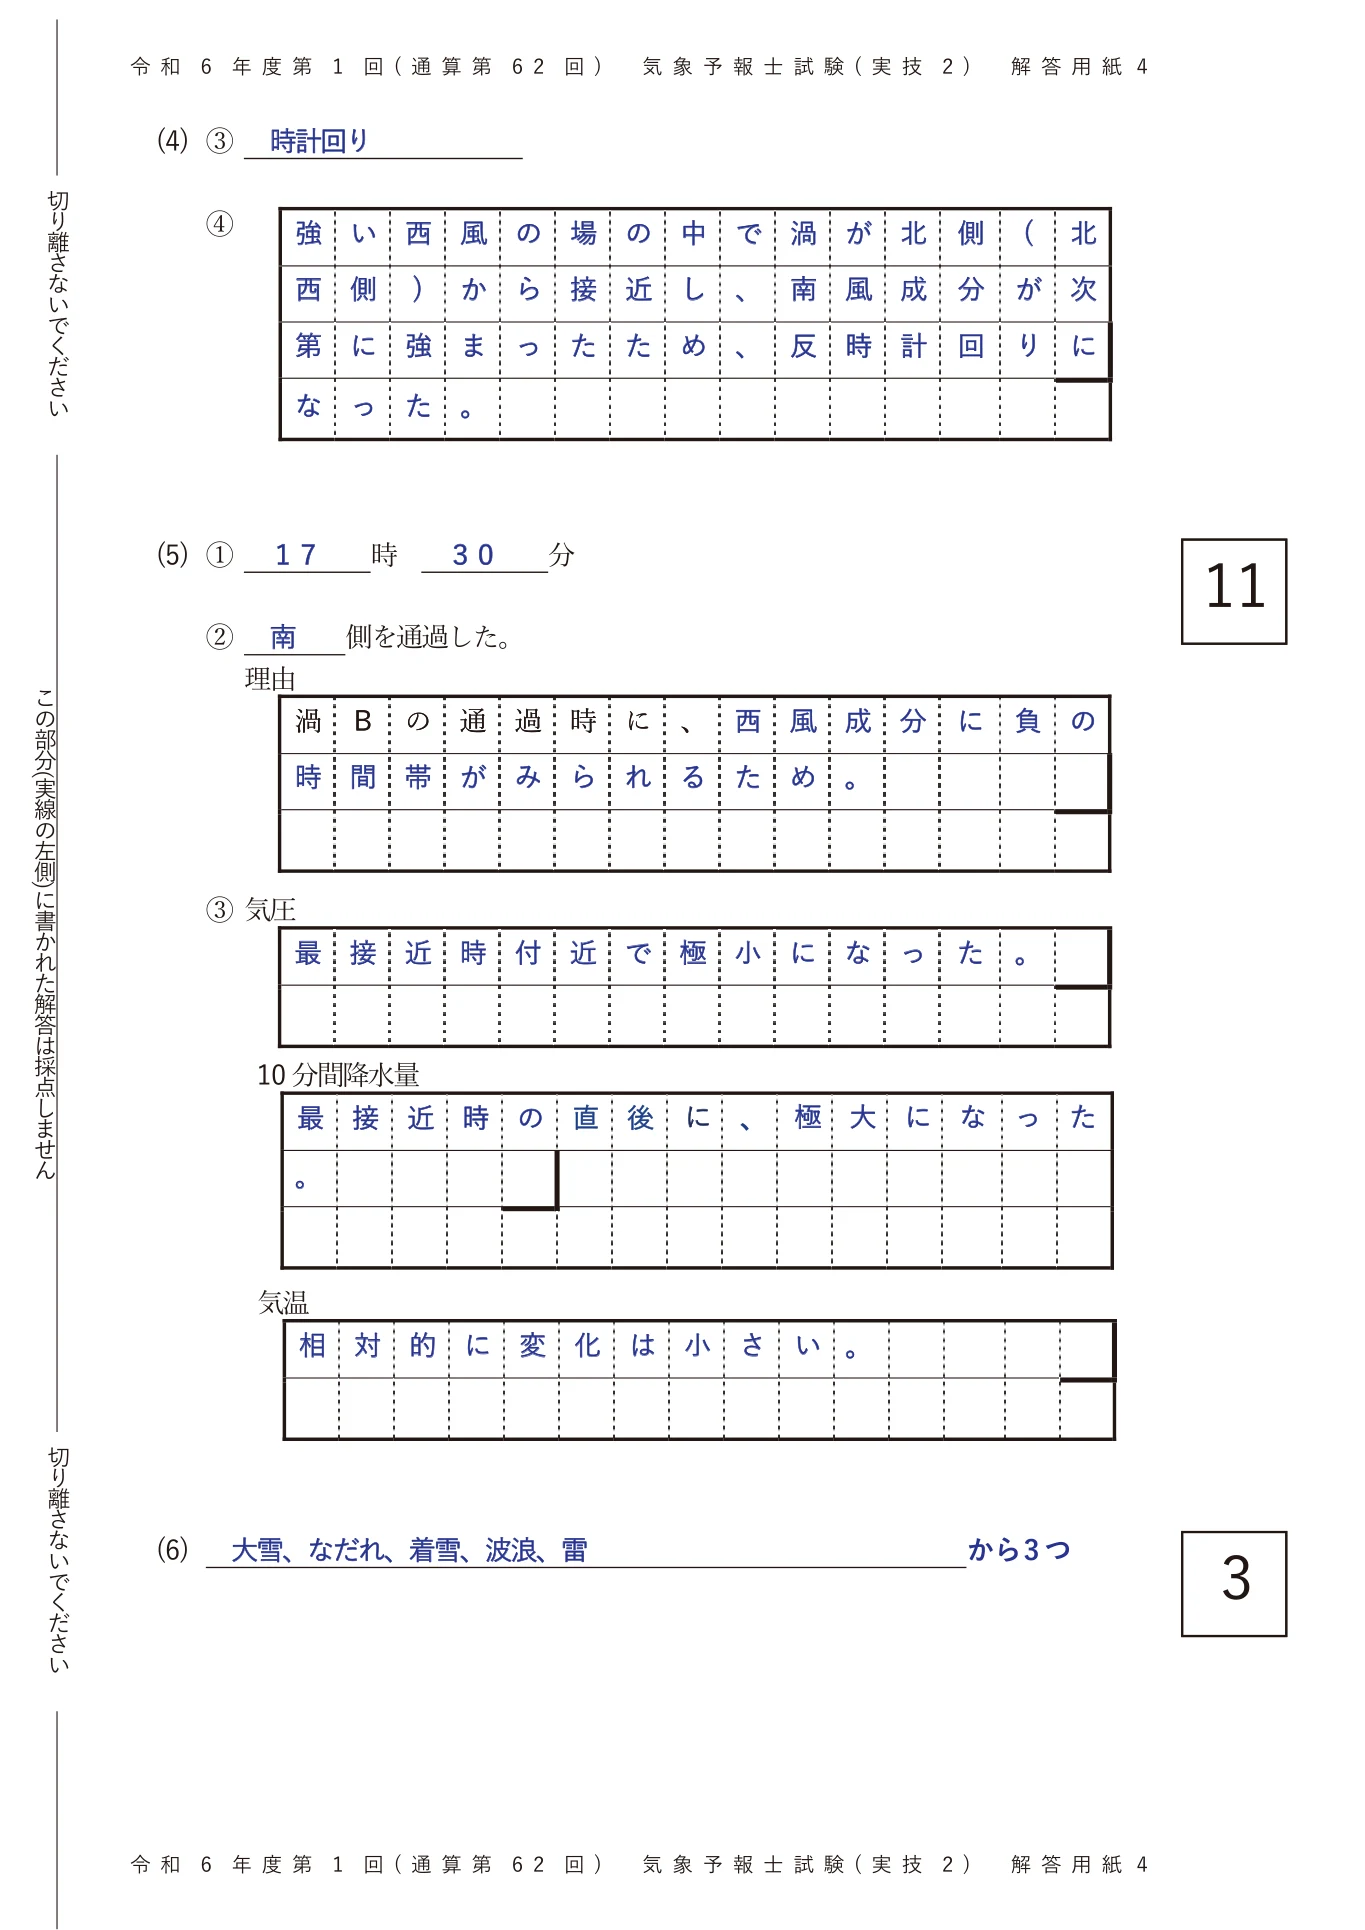 令和6年度第1回(通算第62回) 気象予報士試験(実技2) 解答用紙4
(4) ③ 時計回り
④
強い西風の場の中で渦が北側(北
西側)から接近し、南風成分が次
第に強まったため、反時計回りに
なった。
(5) ① 17時 30分
11
② 南側を通過した。
理由
渦Bの通過時に、西風成分に負の
時間帯がみられるため。
③ 気圧
最接近時付近で極小になった。
10分間降水量
最接近時の直後に、極大になった
。
気温
相対的に変化は小さい。
(6) 大雪、なだれ、着雪、波浪、雷 から3つ
3
令和6年度第1回(通算第62回) 気象予報士試験(実技2) 解答用紙4
切り離さないでください
この部分(実線の左側)に書かれた解答は採点しません
切り離さないでください